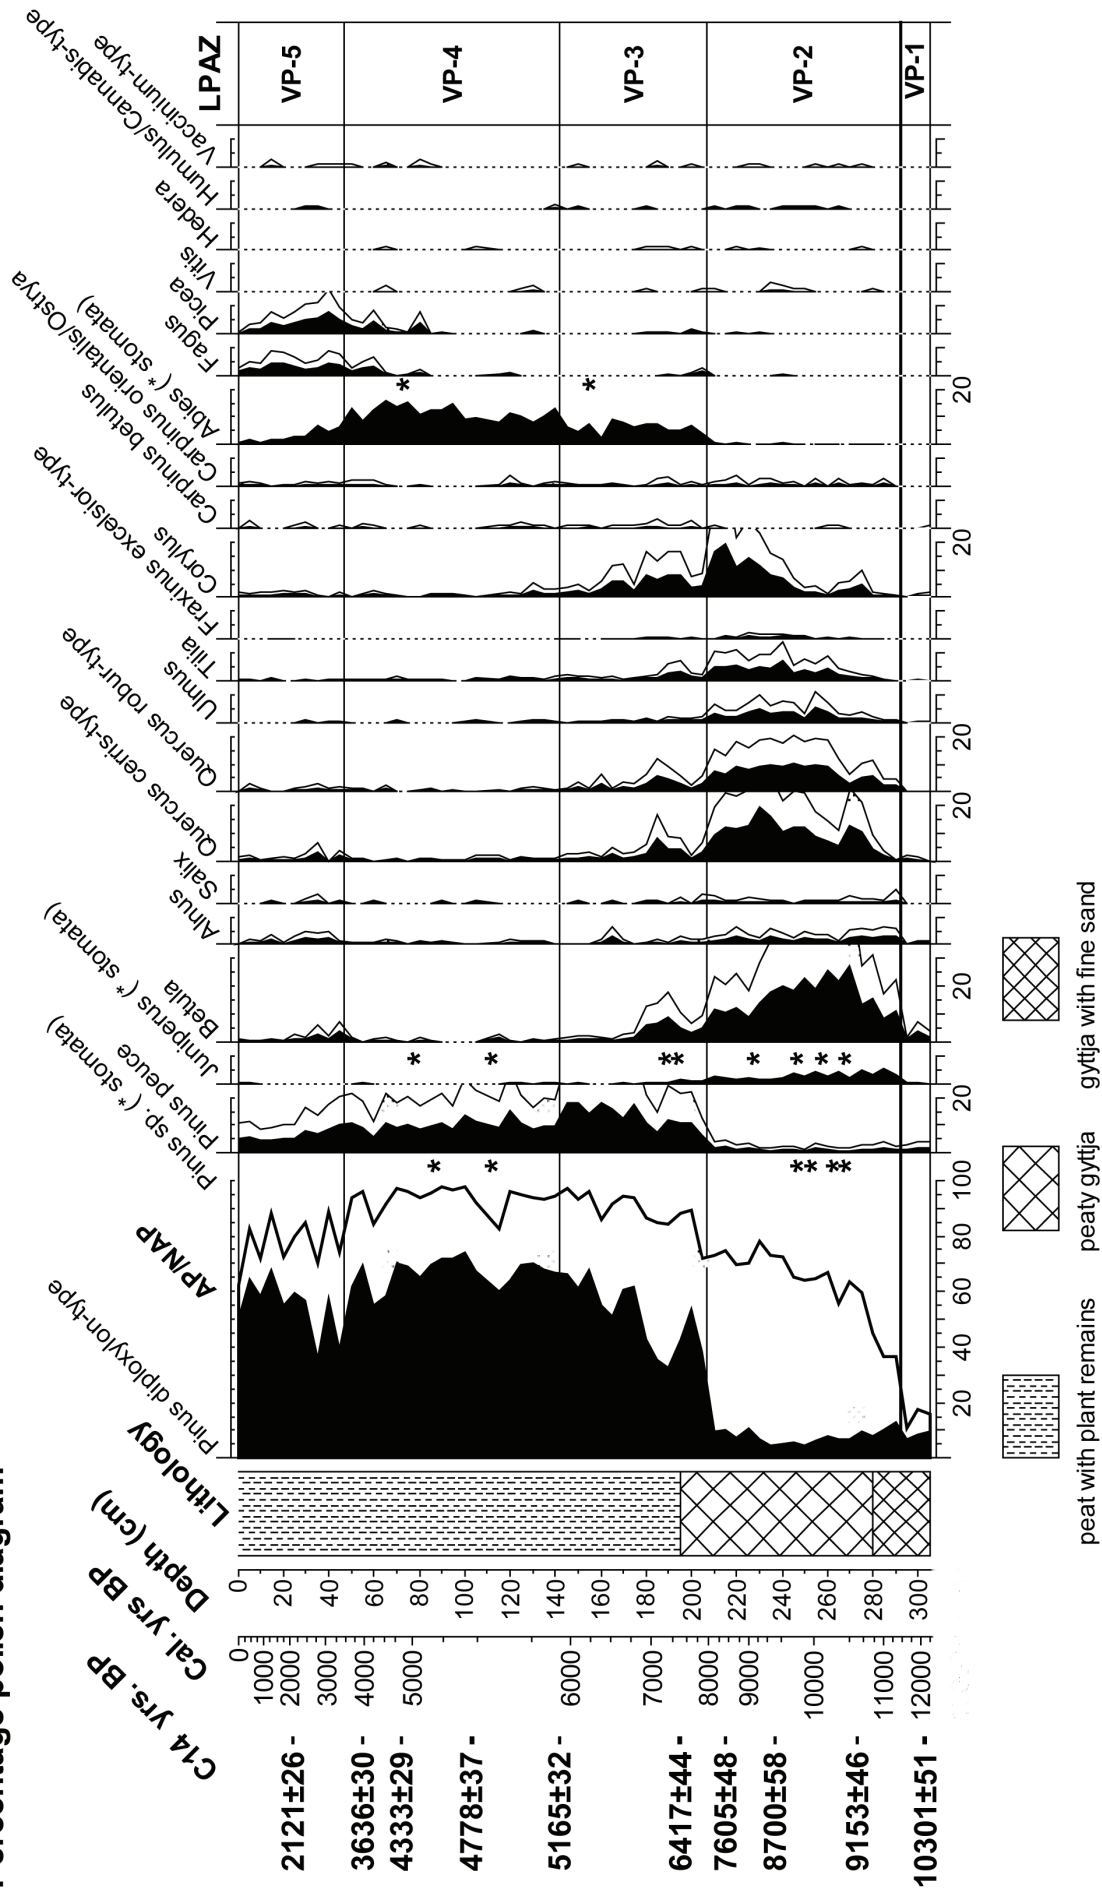 C14 yrs. BP
Cal. yrs BP
Depth (cm)
Lithology
Pinus diploxylon-type
AP/NAP
Pinus sp. (* stomata)
Pinus peuce
Juniperus (* stomata)
Betula
Alnus
Salix
Quercus cerris-type
Quercus robur-type
Ulmus
Tilia
Fraxinus excelsior-type
Corylus
Carpinus betulus
Carpinus orientalis/Ostrya
Abies (* stomata)
Fagus
Picea
Vitis
Hedera
Humulus/Cannabis-type
Vaccinium-type
LPAZ
2121±26 -
3636±30 -
4333±29 -
4778±37 -
5165±32 -
6417±44 -
7605±48 -
8700±58 -
9153±46 -
10301±51 -
0
1000
2000
3000
4000
5000
6000
7000
8000
9000
10000
11000
12000
0
20
40
60
80
100
120
140
160
180
200
220
240
260
280
300
VP-5
VP-4
VP-3
VP-2
VP-1
* *
* *
* * * *
* * * * * * * *
* *
20
40
60
80
100
20
20
20
20
20
20
peat with plant remains
peaty gyttja
gyttja with fine sand